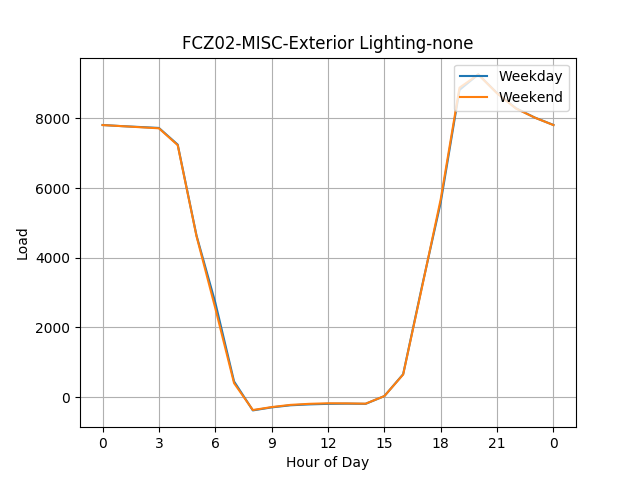 FCZ02-MISC-Exterior Lighting-none
Weekday
Weekend
8000
6000
4000
2000
0
Load
0 3 6 9 12 15 18 21 0
Hour of Day